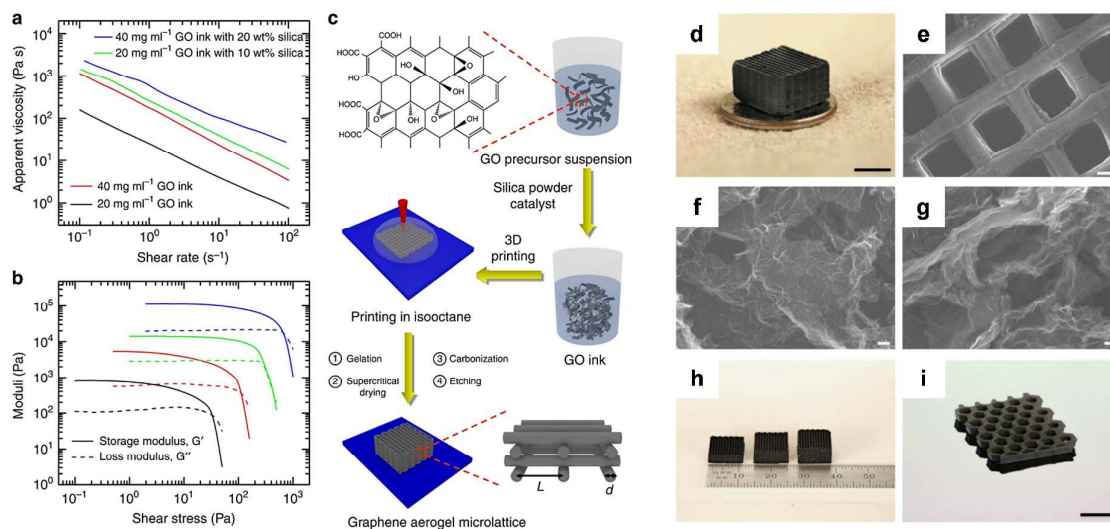 a
10⁴
10³
10²
10¹
10⁰
Apparent viscosity (Pa s)
40 mg ml⁻¹ GO ink with 20 wt% silica
20 mg ml⁻¹ GO ink with 10 wt% silica
40 mg ml⁻¹ GO ink
20 mg ml⁻¹ GO ink
10⁻¹ 10⁰ 10¹ 10²
Shear rate (s⁻¹)
b
10⁵
10⁴
10³
10²
10¹
10⁰
Moduli (Pa)
Storage modulus, G′
Loss modulus, G″
10⁻¹ 10⁰ 10¹ 10² 10³
Shear stress (Pa)
c
COOH
HOOC
O
HO
OH
HO
OH
HOOC
O
O
HOOC
OH
GO precursor suspension
Silica powder
catalyst
3D
printing
Printing in isooctane
GO ink
1 Gelation
3 Carbonization
2 Supercritical
drying
4 Etching
L
d
Graphene aerogel microlattice
d
e
f
g
h
10 20 30 40 50
i